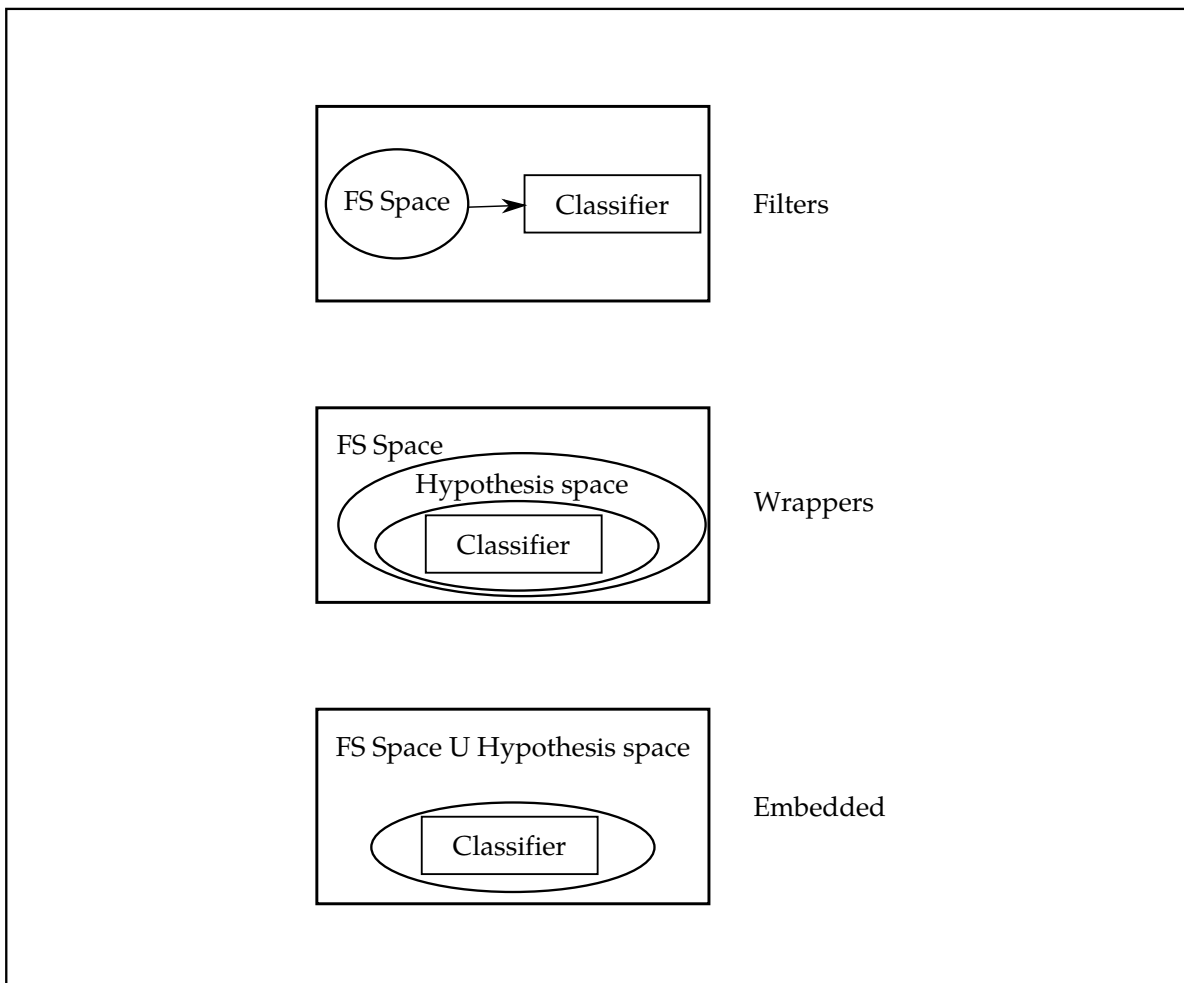 FS Space
Classifier
Filters
FS Space
Hypothesis space
Classifier
Wrappers
FS Space U Hypothesis space
Classifier
Embedded